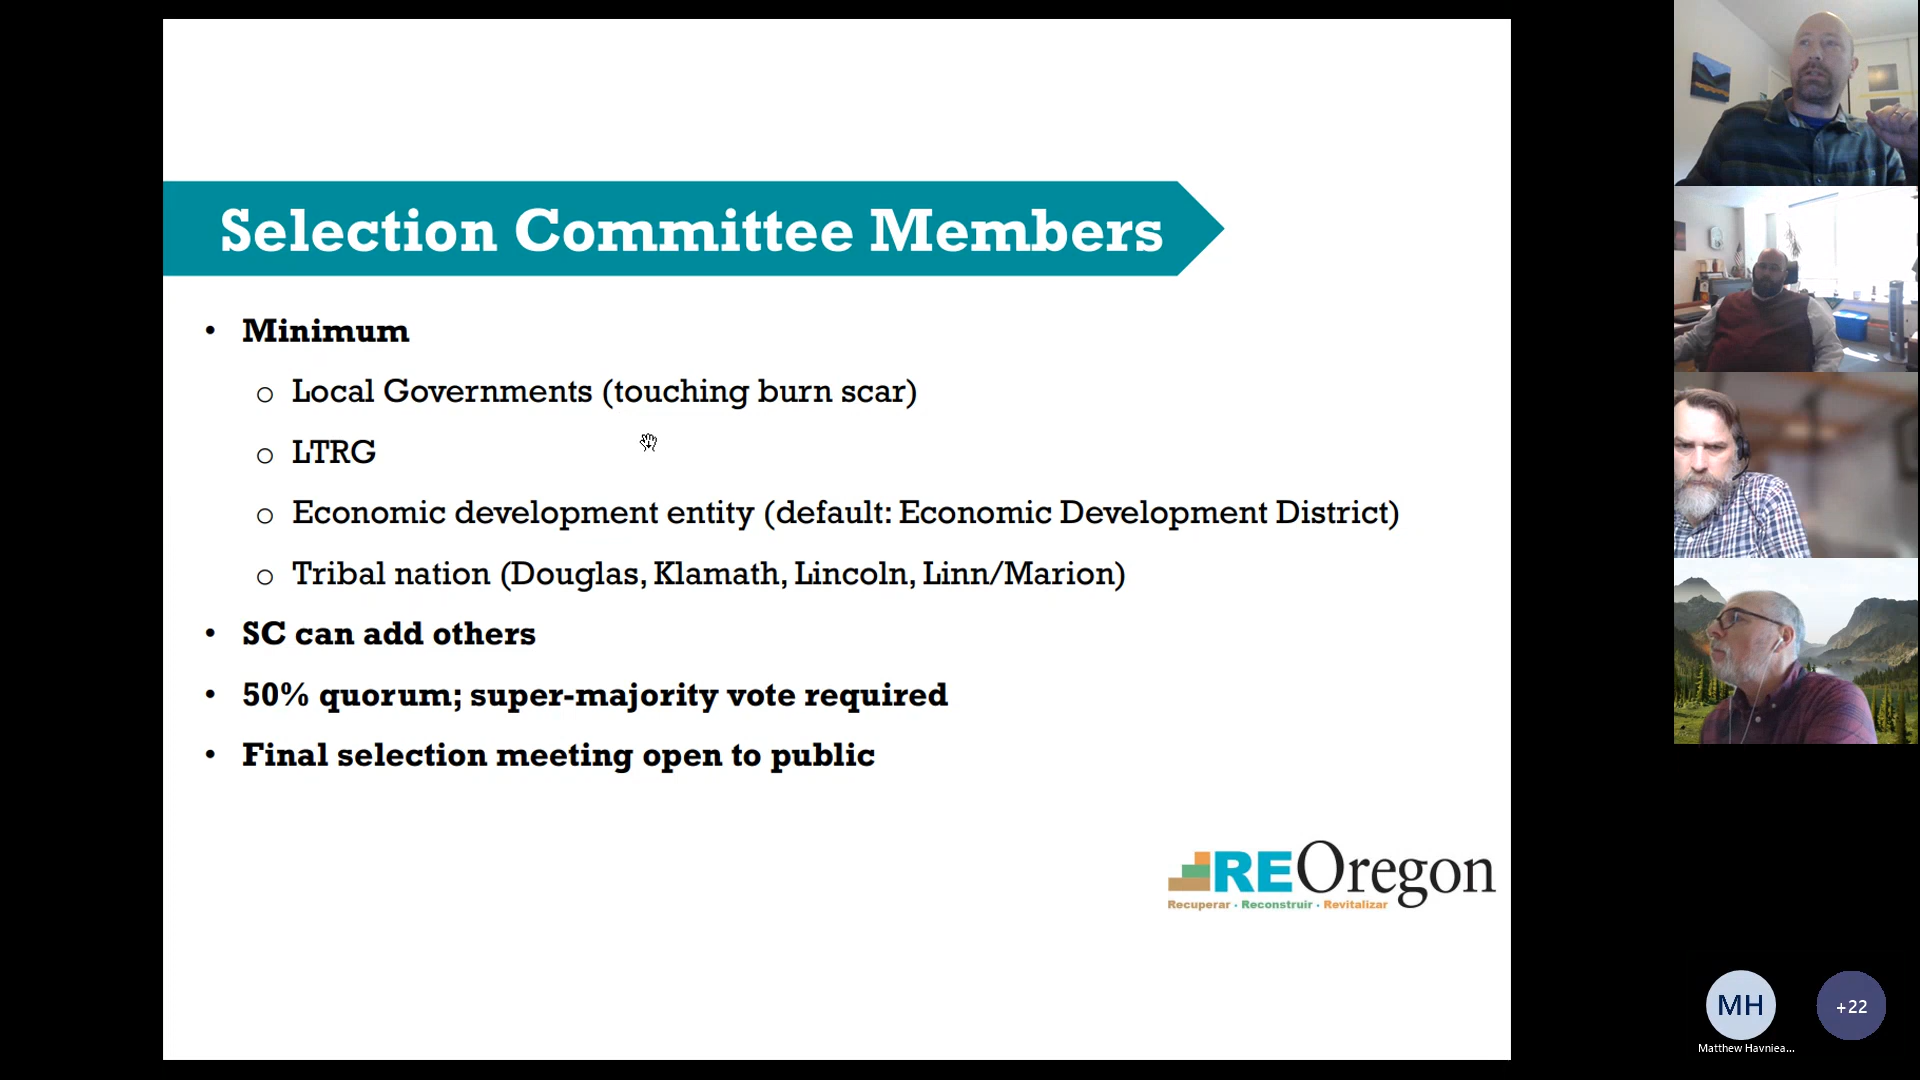 Selection Committee Members
• Minimum
o Local Governments (touching burn scar)
o LTRG
o Economic development entity (default: Economic Development District)
o Tribal nation (Douglas, Klamath, Lincoln, Linn/Marion)
• SC can add others
• 50% quorum; super-majority vote required
• Final selection meeting open to public
REOregon
Recuperar · Reconstruir · Revitalizar
MH
+22
Matthew Havniea...